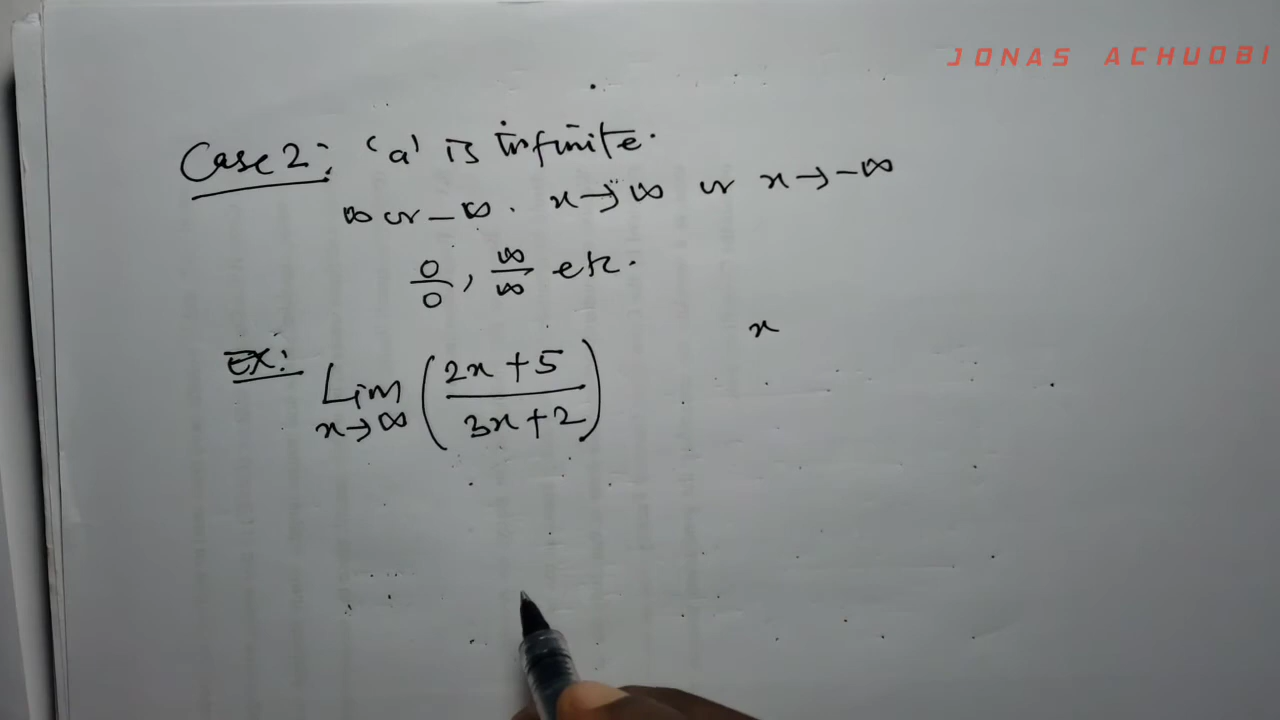 JONAS ACHUOBI
Case 2: 'a' is infinite.
∞ or -∞. x→∞ or x→-∞
0/0, ∞/∞ etc.
x
Ex: Lim x→∞ (2x+5 / 3x+2)